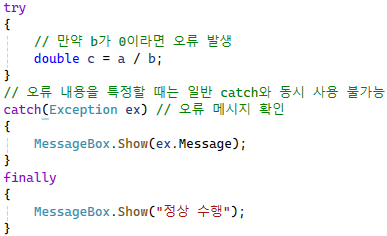 try
{
// 만약 b가 0이라면 오류 발생
double c = a / b;
}
// 오류 내용을 특정할 때는 일반 catch와 동시 사용 불가능
catch(Exception ex) // 오류 메시지 확인
{
MessageBox.Show(ex.Message);
}
finally
{
MessageBox.Show("정상 수행");
}